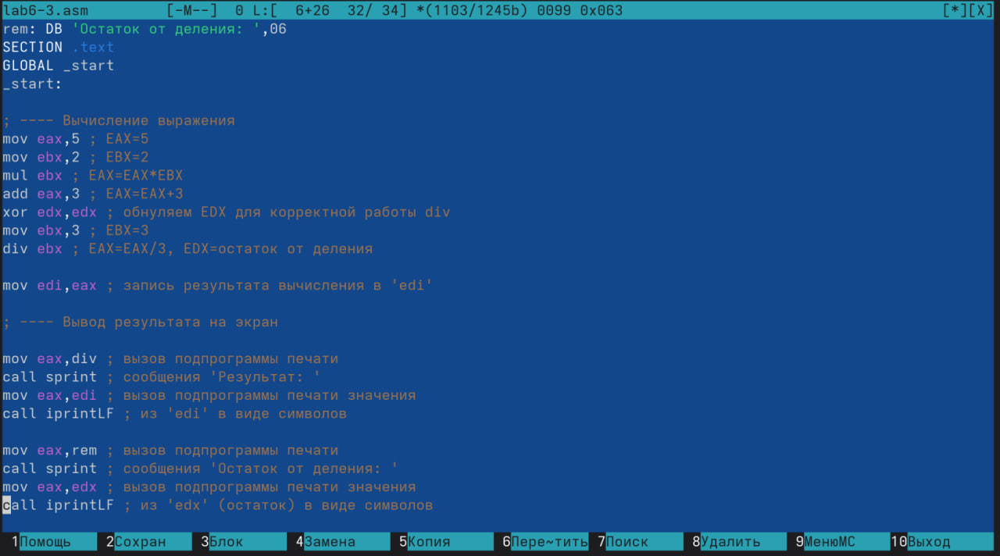 lab6-3.asm [-M--] 0 L:[ 6+26 32/ 34] *(1103/1245b) 0099 0x063 [*][X]
rem: DB 'Остаток от деления: ',06
SECTION .text
GLOBAL _start
_start:
; ---- Вычисление выражения
mov eax,5 ; EAX=5
mov ebx,2 ; EBX=2
mul ebx ; EAX=EAX*EBX
add eax,3 ; EAX=EAX+3
xor edx,edx ; обнуляем EDX для корректной работы div
mov ebx,3 ; EBX=3
div ebx ; EAX=EAX/3, EDX=остаток от деления
mov edi,eax ; запись результата вычисления в 'edi'
; ---- Вывод результата на экран
mov eax,div ; вызов подпрограммы печати
call sprint ; сообщения 'Результат: '
mov eax,edi ; вызов подпрограммы печати значения
call iprintLF ; из 'edi' в виде символов
mov eax,rem ; вызов подпрограммы печати
call sprint ; сообщения 'Остаток от деления: '
mov eax,edx ; вызов подпрограммы печати значения
call iprintLF ; из 'edx' (остаток) в виде символов
1Помощь 2Сохран 3Блок 4Замена 5Копия 6Пере~тить 7Поиск 8Удалить 9МенюMC 10Выход